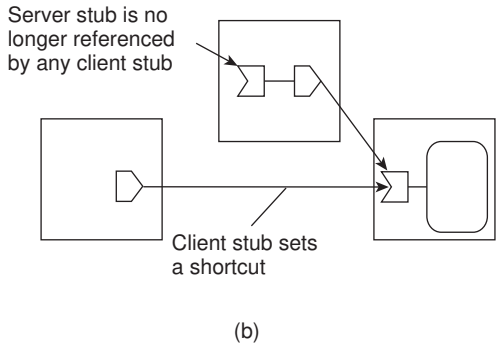 Server stub is no
longer referenced
by any client stub
Client stub sets
a shortcut
(b)